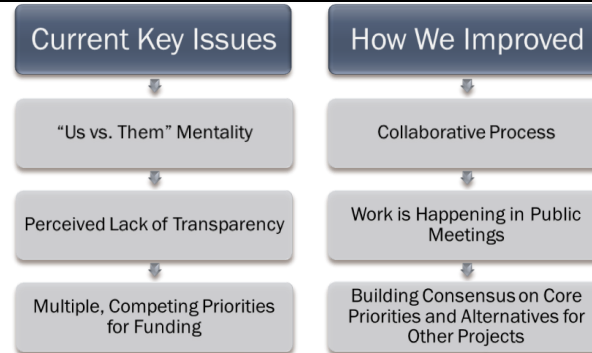 Current Key Issues
"Us vs. Them" Mentality
Perceived Lack of Transparency
Multiple, Competing Priorities
for Funding
How We Improved
Collaborative Process
Work is Happening in Public
Meetings
Building Consensus on Core
Priorities and Alternatives for
Other Projects